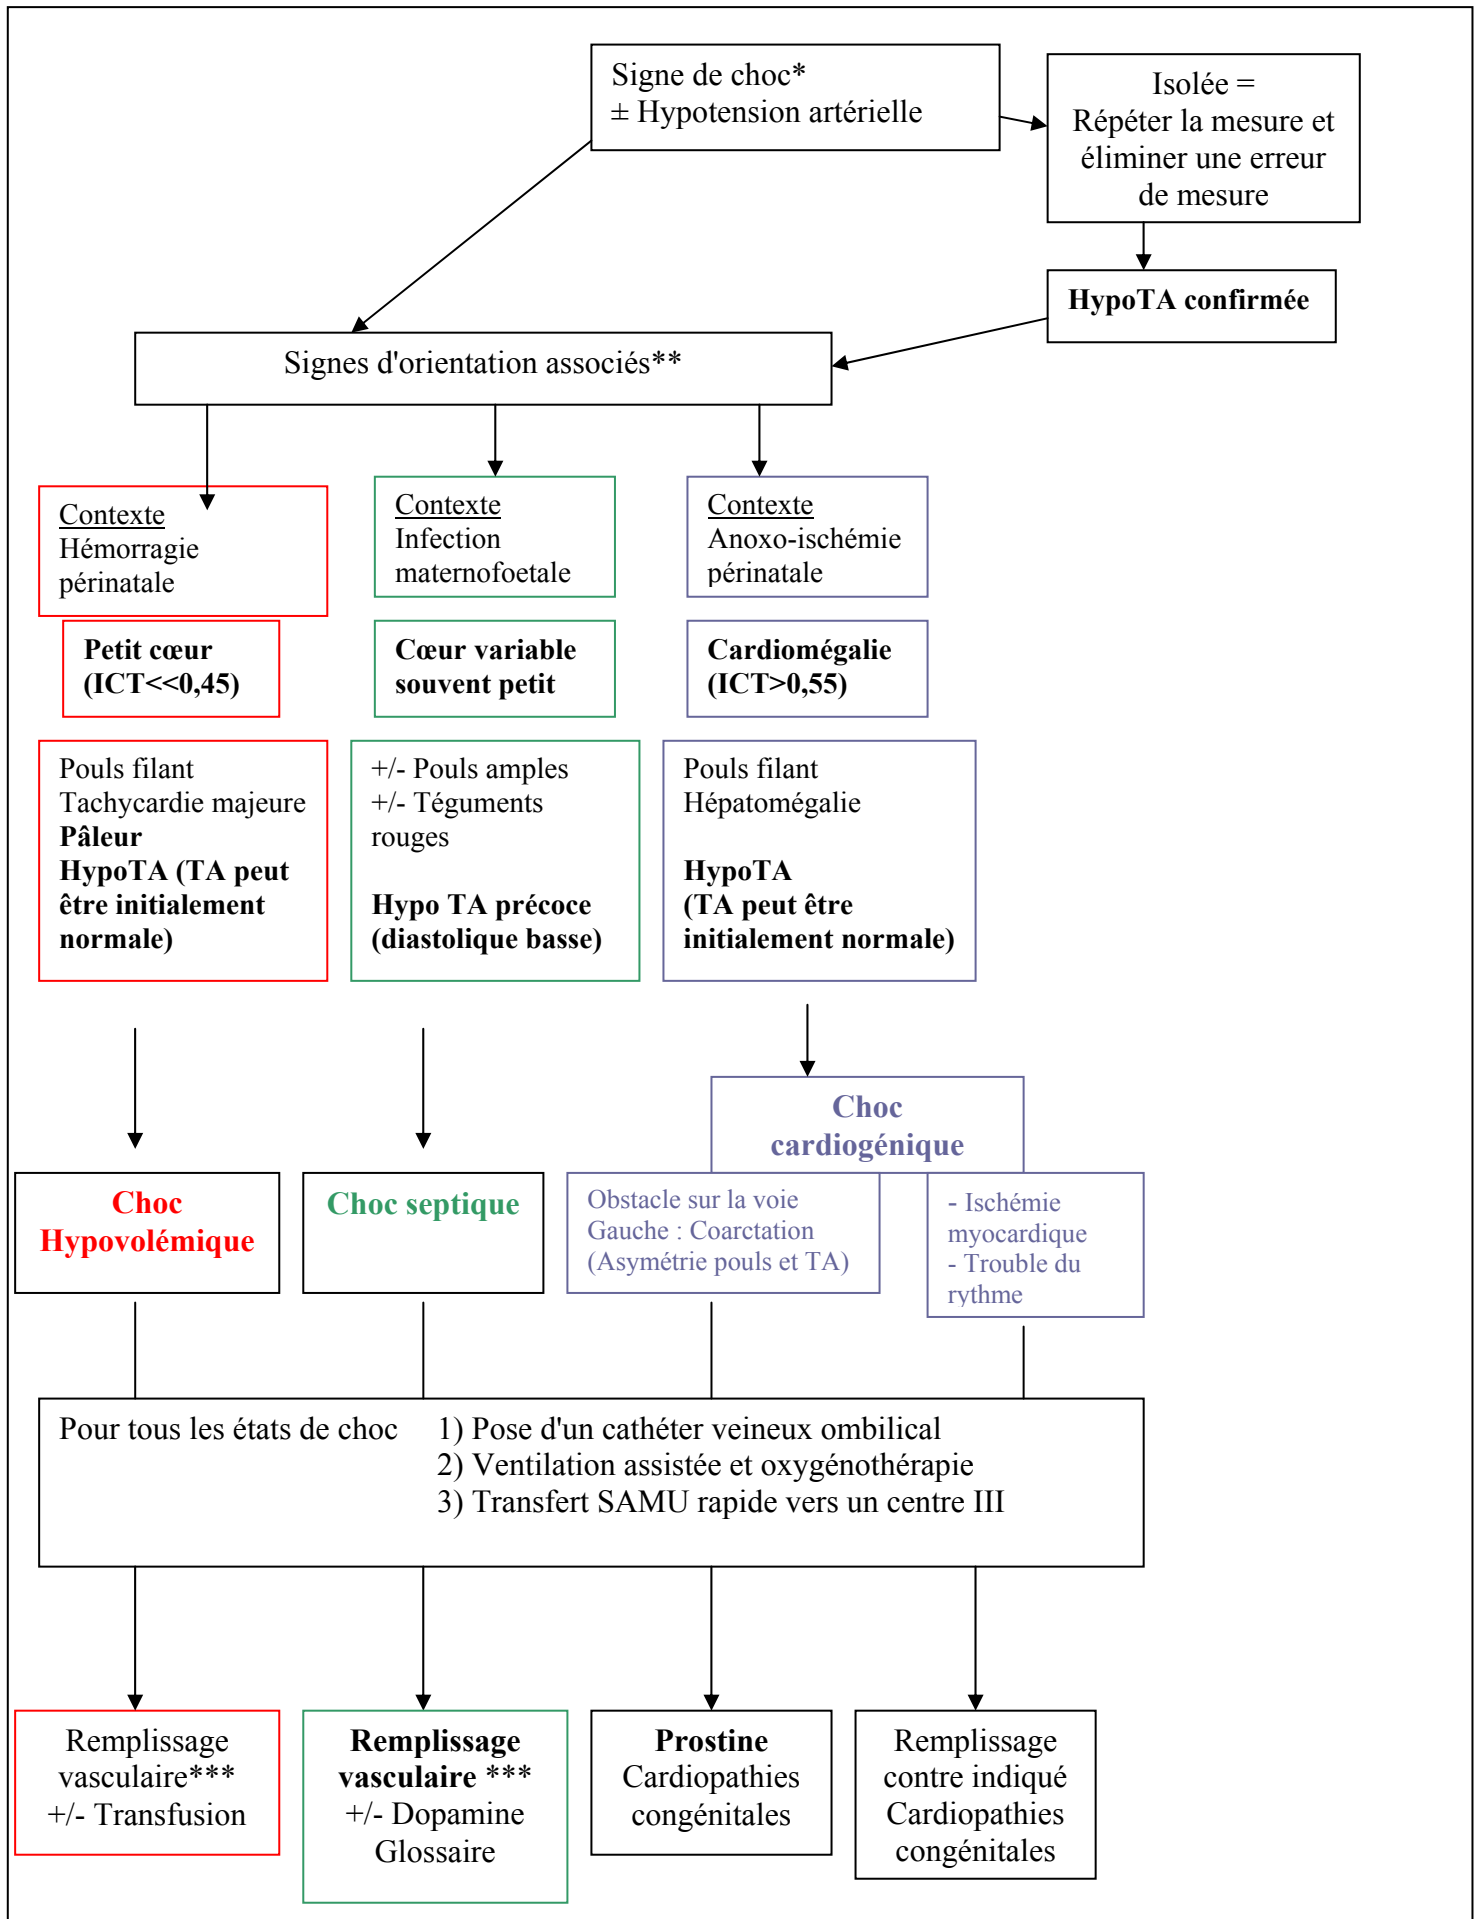 Signe de choc*
± Hypotension artérielle
Isolée =
Répéter la mesure et
éliminer une erreur
de mesure
HypoTA confirmée
Signes d'orientation associés**
Contexte
Hémorragie
périnatale
Contexte
Infection
maternofoetale
Contexte
Anoxo-ischémie
périnatale
Petit cœur
(ICT<<0,45)
Cœur variable
souvent petit
Cardiomégalie
(ICT>0,55)
Pouls filant
Tachycardie majeure
Pâleur
HypoTA (TA peut
être initialement
normale)
+/- Pouls amples
+/- Téguments
rouges
Hypo TA précoce
(diastolique basse)
Pouls filant
Hépatomégalie
HypoTA
(TA peut être
initialement normale)
Choc
Hypovolémique
Choc septique
Choc
cardiogénique
Obstacle sur la voie
Gauche : Coarctation
(Asymétrie pouls et TA)
- Ischémie
myocardique
- Trouble du
rythme
Pour tous les états de choc 1) Pose d'un cathéter veineux ombilical
2) Ventilation assistée et oxygénothérapie
3) Transfert SAMU rapide vers un centre III
Remplissage
vasculaire***
+/- Transfusion
Remplissage
vasculaire ***
+/- Dopamine
Glossaire
Prostine
Cardiopathies
congénitales
Remplissage
contre indiqué
Cardiopathies
congénitales